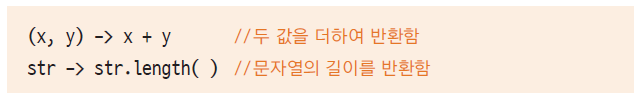 (x, y) -> x + y //두 값을 더하여 반환함
str -> str.length( ) //문자열의 길이를 반환함